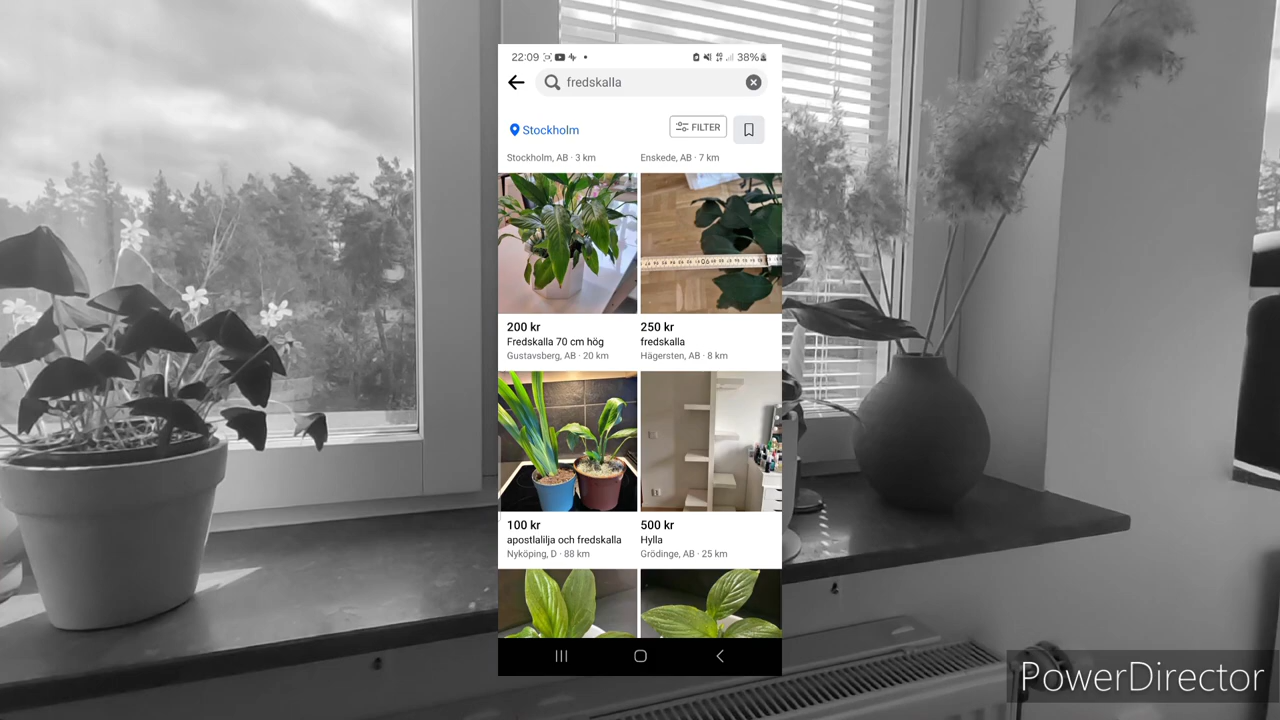 22:09
38%
fredskalla
Stockholm
FILTER
Stockholm, AB · 3 km
Enskede, AB · 7 km
200 kr
Fredskalla 70 cm hög
Gustavsberg, AB · 20 km
250 kr
fredskalla
Hägersten, AB · 8 km
100 kr
apostlalilja och fredskalla
Nyköping, D · 88 km
500 kr
Hylla
Grödinge, AB · 25 km
PowerDirector